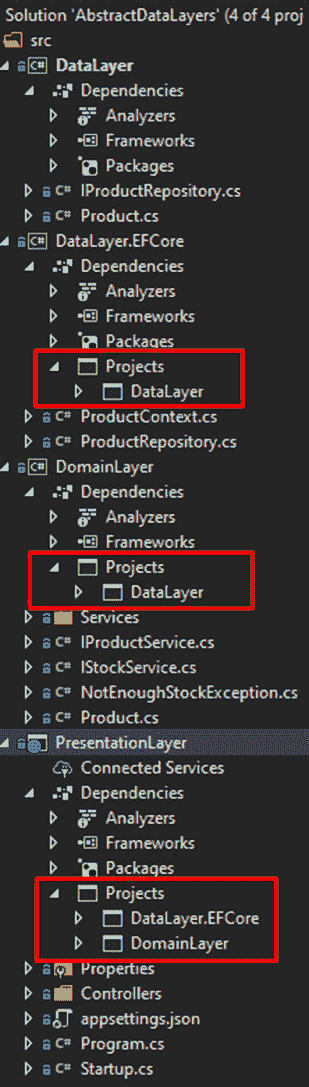 Solution 'AbstractDataLayers' (4 of 4 proj
src
C# DataLayer
Dependencies
Analyzers
Frameworks
Packages
C# IProductRepository.cs
C# Product.cs
C# DataLayer.EFCore
Dependencies
Analyzers
Frameworks
Packages
Projects
DataLayer
C# ProductContext.cs
C# ProductRepository.cs
C# DomainLayer
Dependencies
Analyzers
Frameworks
Projects
DataLayer
Services
C# IProductService.cs
C# IStockService.cs
C# NotEnoughStockException.cs
C# Product.cs
PresentationLayer
Connected Services
Dependencies
Analyzers
Frameworks
Packages
Projects
DataLayer.EFCore
DomainLayer
Properties
Controllers
appsettings.json
C# Program.cs
C# Startup.cs